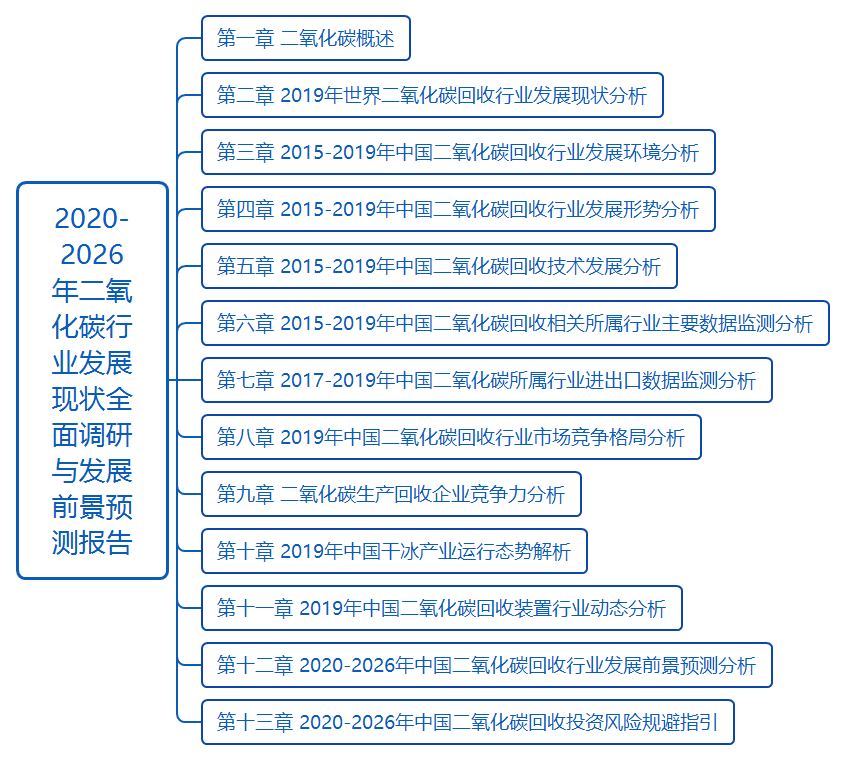 2020-
2026
年二氧
化碳行
业发展
现状全
面调研
与发展
前景预
测报告
第一章 二氧化碳概述
第二章 2019年世界二氧化碳回收行业发展现状分析
第三章 2015-2019年中国二氧化碳回收行业发展环境分析
第四章 2015-2019年中国二氧化碳回收行业发展形势分析
第五章 2015-2019年中国二氧化碳回收技术发展分析
第六章 2015-2019年中国二氧化碳回收相关所属行业主要数据监测分析
第七章 2017-2019年中国二氧化碳所属行业进出口数据监测分析
第八章 2019年中国二氧化碳回收行业市场竞争格局分析
第九章 二氧化碳生产回收企业竞争力分析
第十章 2019年中国干冰产业运行态势解析
第十一章 2019年中国二氧化碳回收装置行业动态分析
第十二章 2020-2026年中国二氧化碳回收行业发展前景预测分析
第十三章 2020-2026年中国二氧化碳回收投资风险规避指引